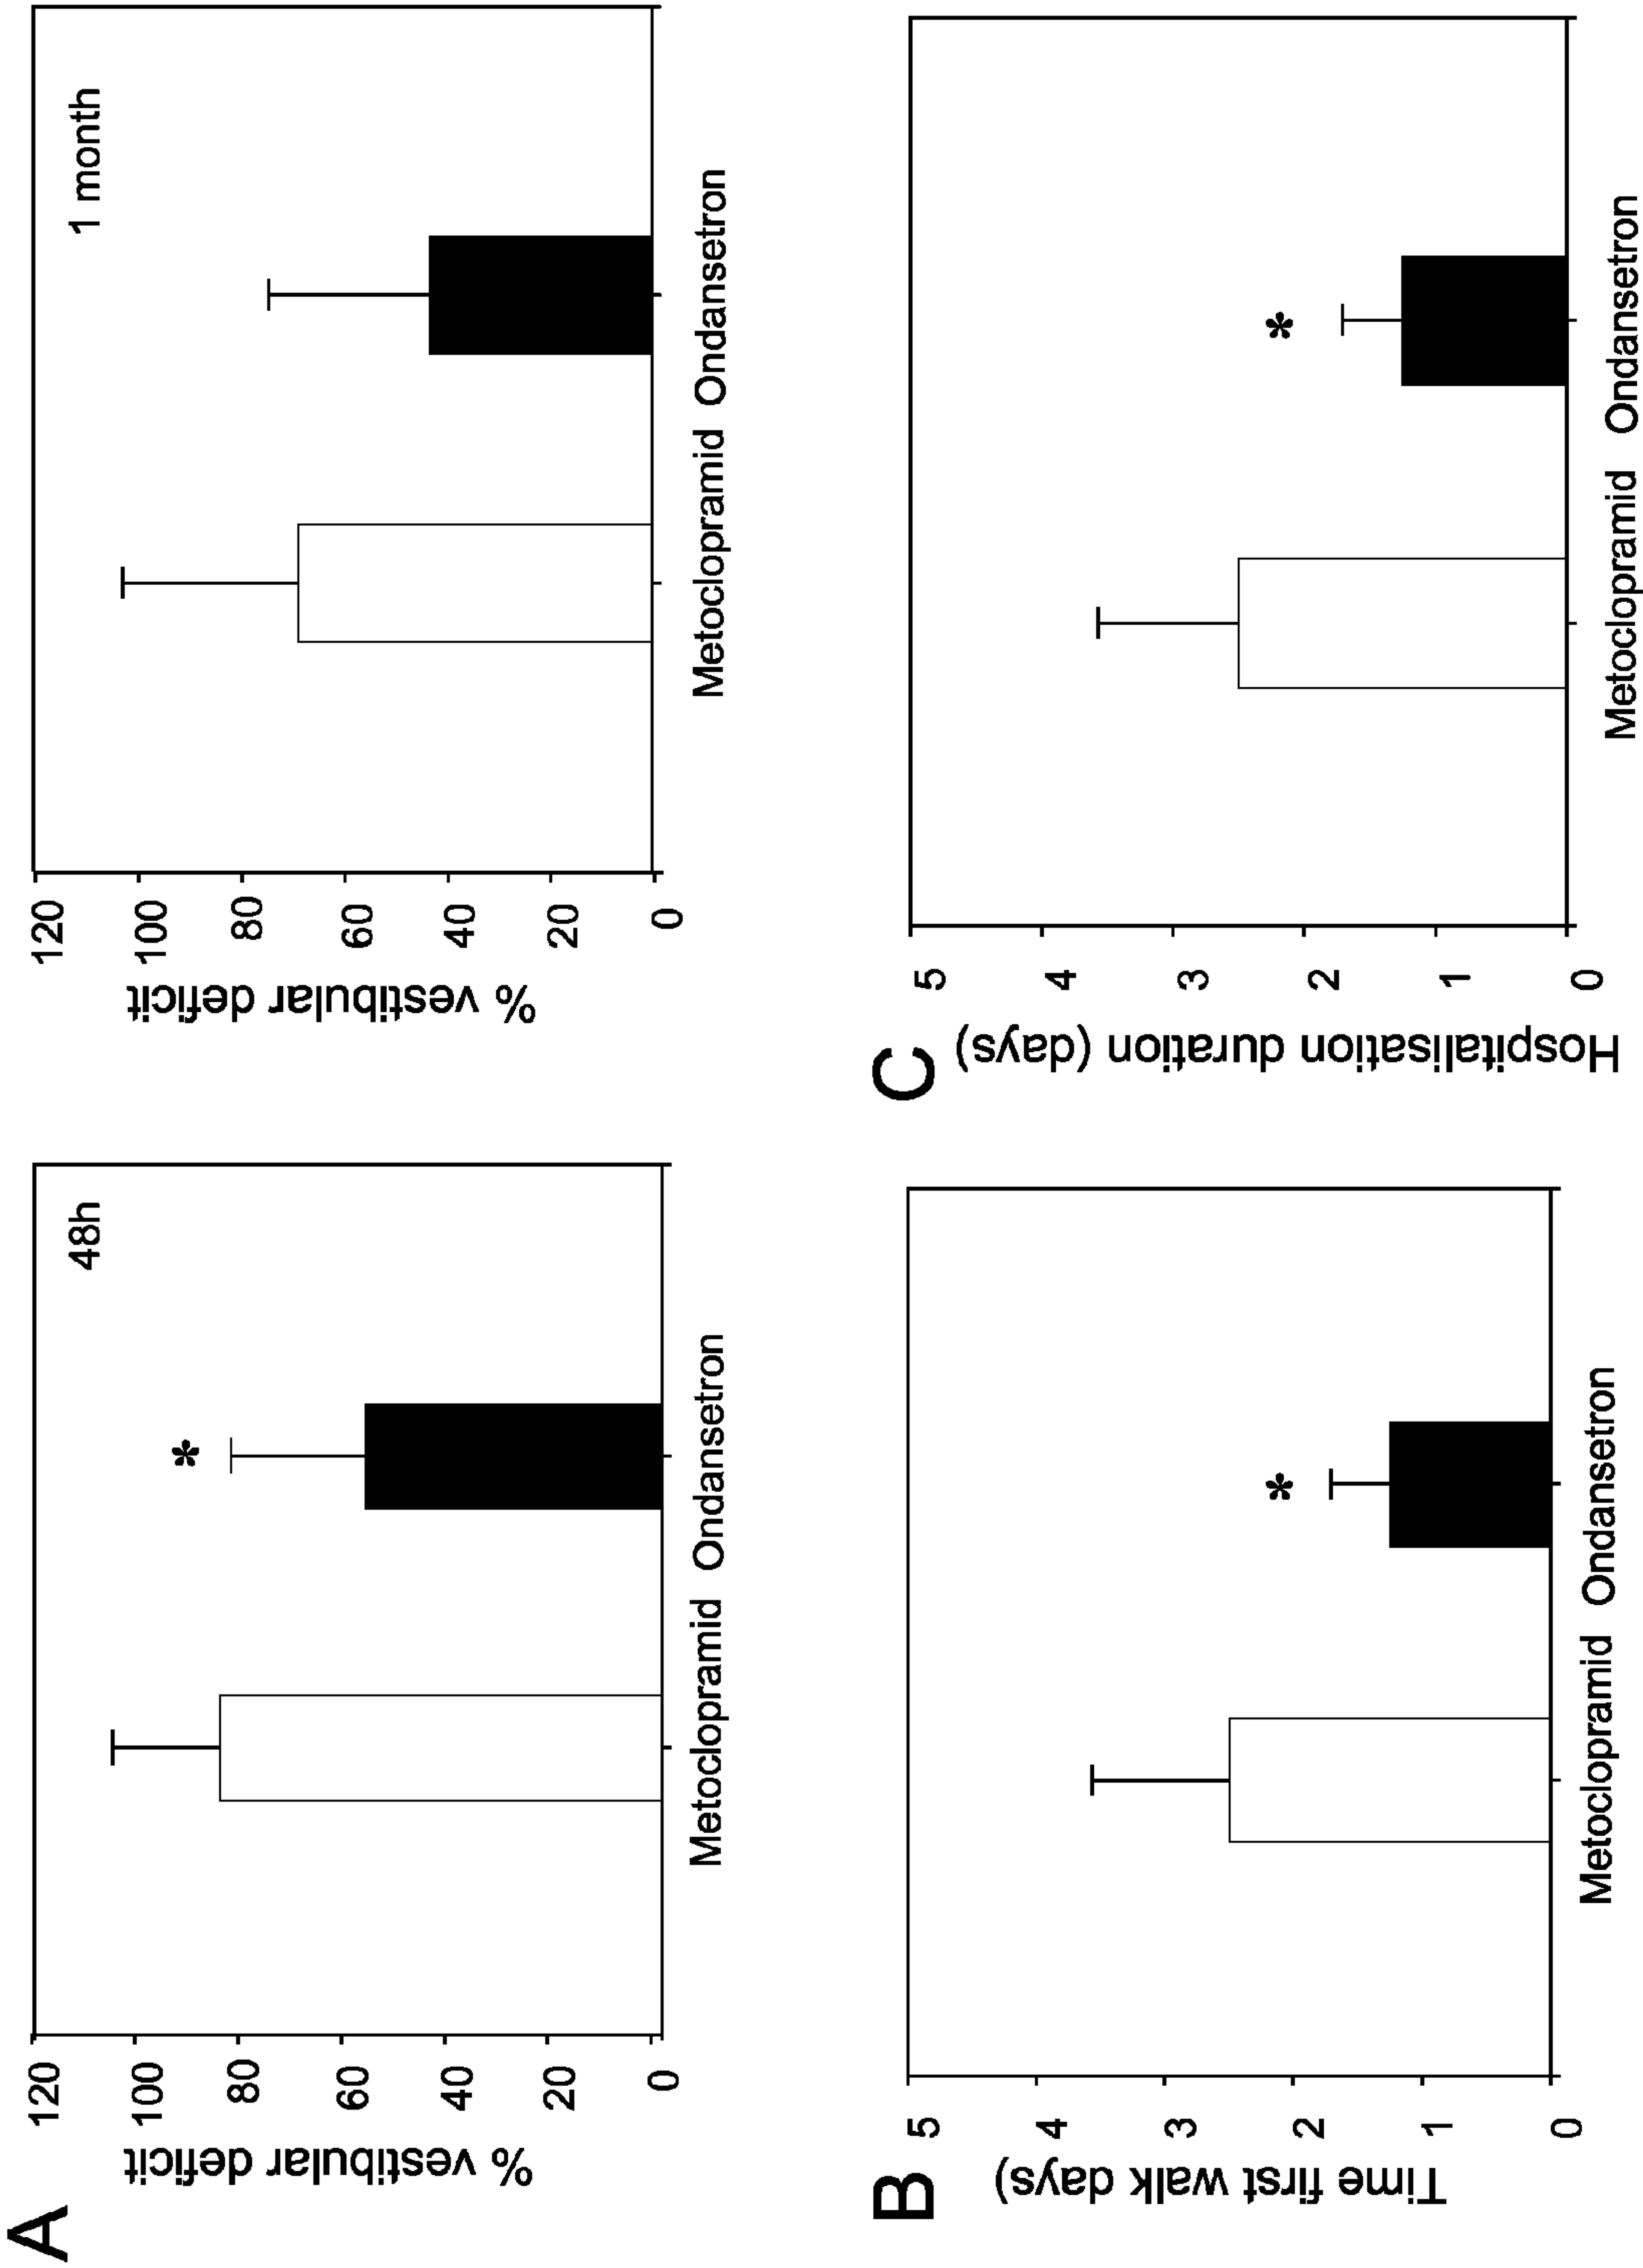 A
% vestibular deficit
120
100
80
60
40
20
0
48h
*
Metoclopramid Ondansetron
% vestibular deficit
120
100
80
60
40
20
0
1 month
Metoclopramid Ondansetron
B
Time first walk days)
5
4
3
2
1
0
*
Metoclopramid Ondansetron
C
Hospitalisation duration (days)
5
4
3
2
1
0
*
Metoclopramid Ondansetron